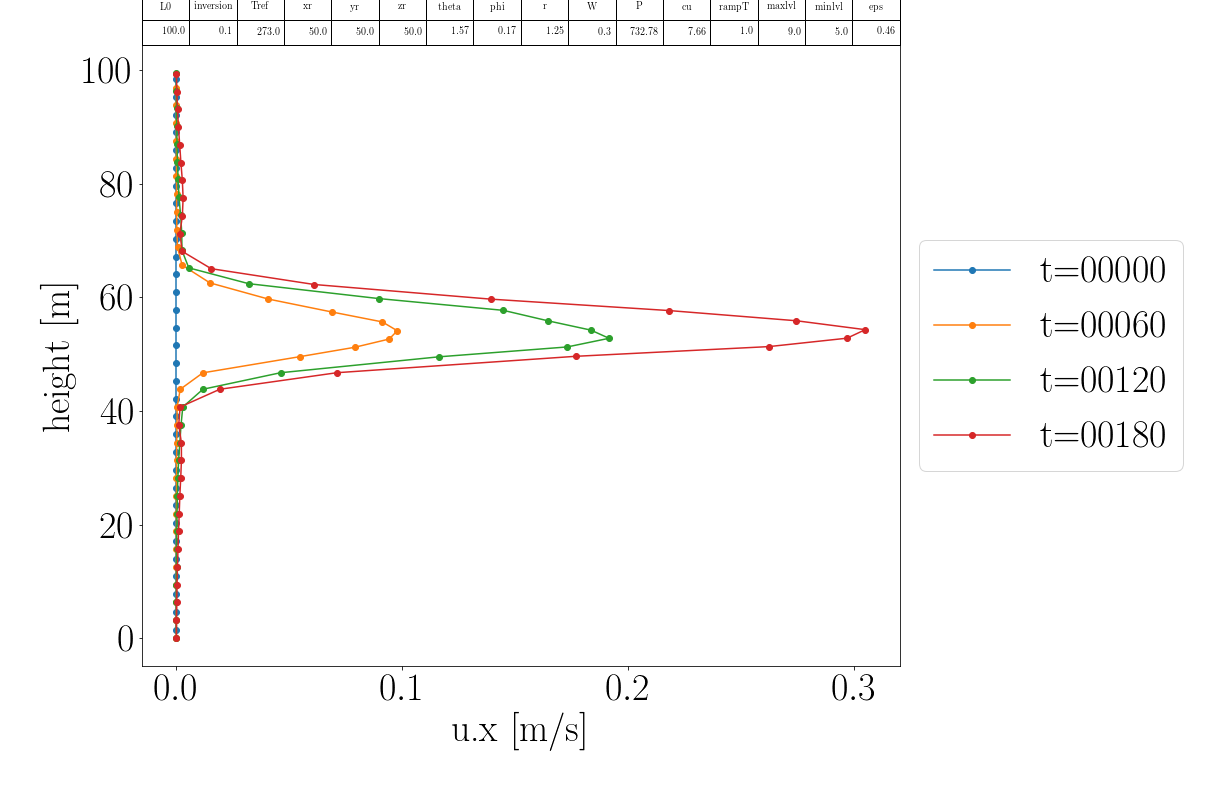 L0 inversion Tref xr yr zr theta phi r W P cu rampT maxlvl minlvl eps
100.0 0.1 273.0 50.0 50.0 50.0 1.57 0.17 1.25 0.3 732.78 7.66 1.0 9.0 5.0 0.46
100
80
60
40
20
0
height [m]
0.0 0.1 0.2 0.3
u.x [m/s]
t=00000
t=00060
t=00120
t=00180